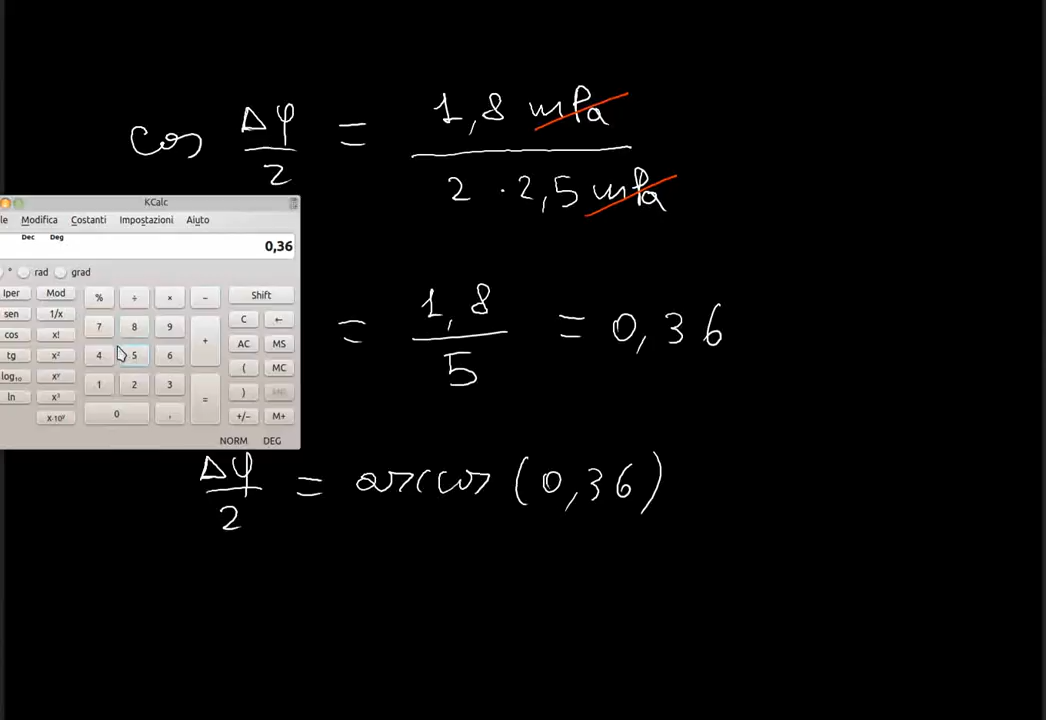 cos Δφ/2 = 1,8 mPa / 2 · 2,5 mPa
KCalc
le Modifica Costanti Impostazioni Aiuto
Dec Deg
0,36
° rad grad
Iper Mod % ÷ × − Shift
sen 1/x 7 8 9 + C ←
cos x! AC MS
tg x² 4 5 6 ( MC
log₁₀ xʸ 1 2 3 = )
ln x³ 0 , +/− M+
x·10ʸ
NORM DEG
= 1,8 / 5 = 0,36
Δφ/2 = arccos (0,36)